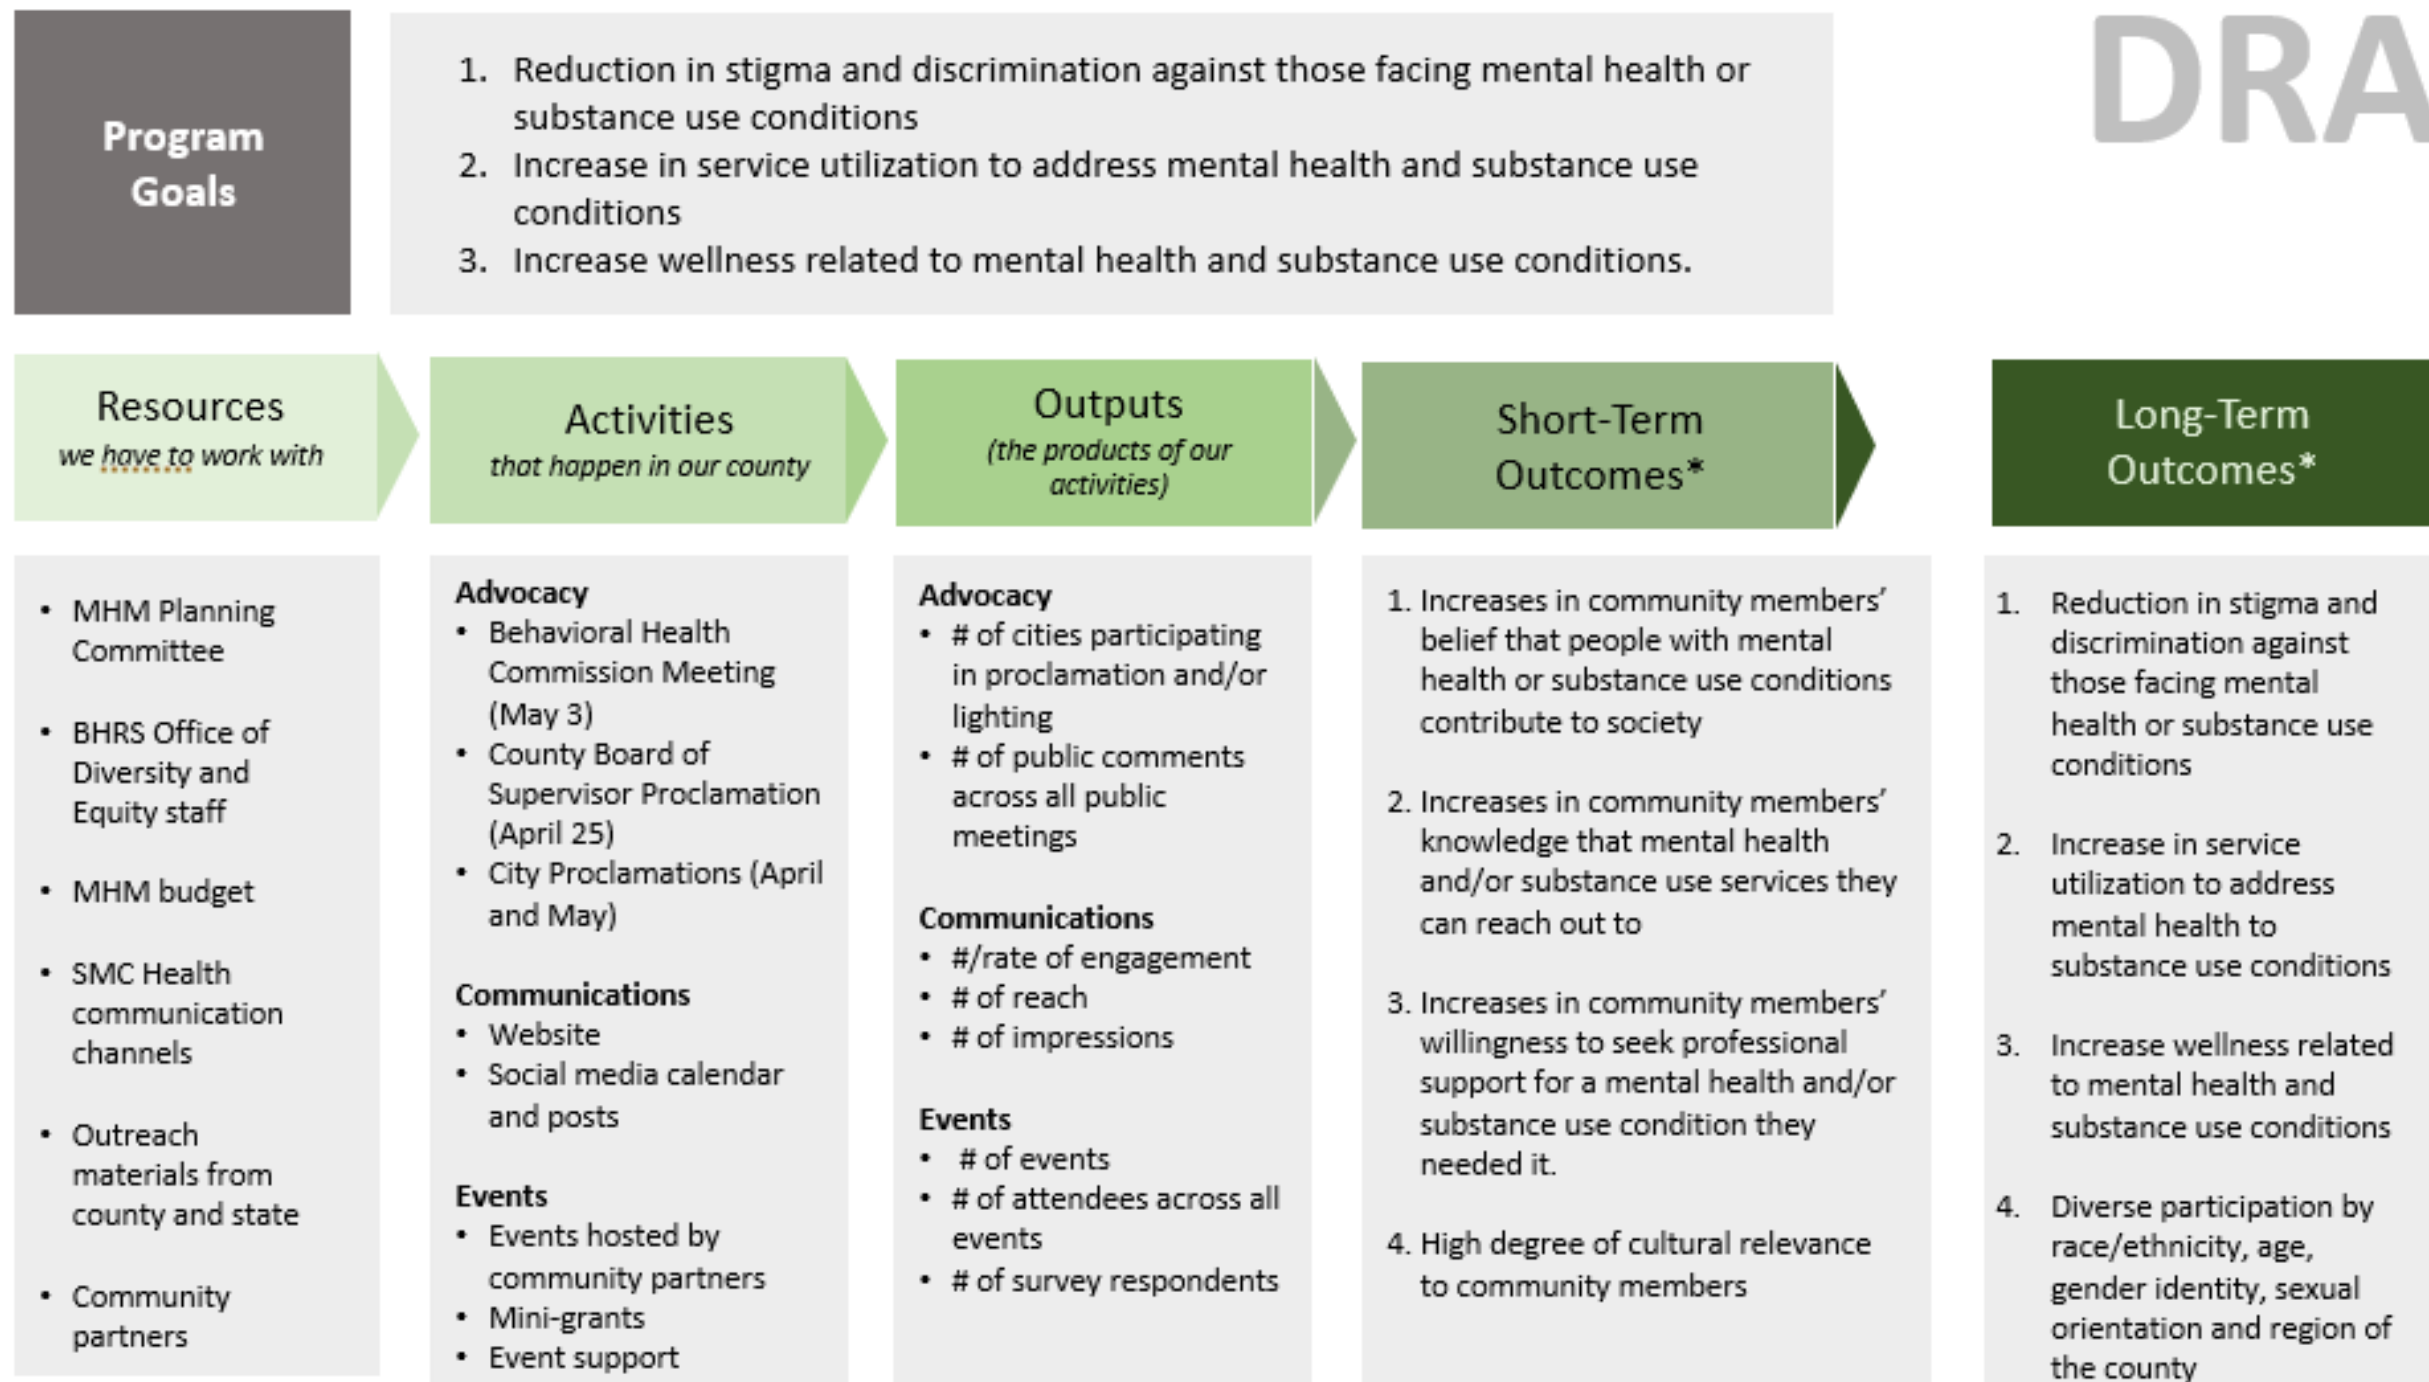 Program
Goals
1. Reduction in stigma and discrimination against those facing mental health or
substance use conditions
2. Increase in service utilization to address mental health and substance use
conditions
3. Increase wellness related to mental health and substance use conditions.
DRA
Resources
we have to work with
Activities
that happen in our county
Outputs
(the products of our
activities)
Short-Term
Outcomes*
Long-Term
Outcomes*
• MHM Planning
Committee
• BHRS Office of
Diversity and
Equity staff
• MHM budget
• SMC Health
communication
channels
• Outreach
materials from
county and state
• Community
partners
Advocacy
• Behavioral Health
Commission Meeting
(May 3)
• County Board of
Supervisor Proclamation
(April 25)
• City Proclamations (April
and May)
Communications
• Website
• Social media calendar
and posts
Events
• Events hosted by
community partners
• Mini-grants
• Event support
Advocacy
• # of cities participating
in proclamation and/or
lighting
• # of public comments
across all public
meetings
Communications
• #/rate of engagement
• # of reach
• # of impressions
Events
• # of events
• # of attendees across all
events
• # of survey respondents
1. Increases in community members’
belief that people with mental
health or substance use conditions
contribute to society
2. Increases in community members’
knowledge that mental health
and/or substance use services they
can reach out to
3. Increases in community members’
willingness to seek professional
support for a mental health and/or
substance use condition they
needed it.
4. High degree of cultural relevance
to community members
1. Reduction in stigma and
discrimination against
those facing mental
health or substance use
conditions
2. Increase in service
utilization to address
mental health to
substance use conditions
3. Increase wellness related
to mental health and
substance use conditions
4. Diverse participation by
race/ethnicity, age,
gender identity, sexual
orientation and region of
the county